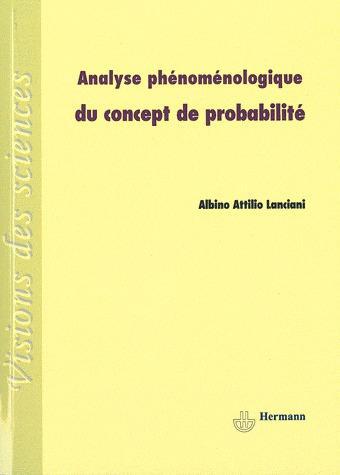 Visions des sciences
Analyse phénoménologique
du concept de probabilité
Albino Attilio Lanciani
Hermann